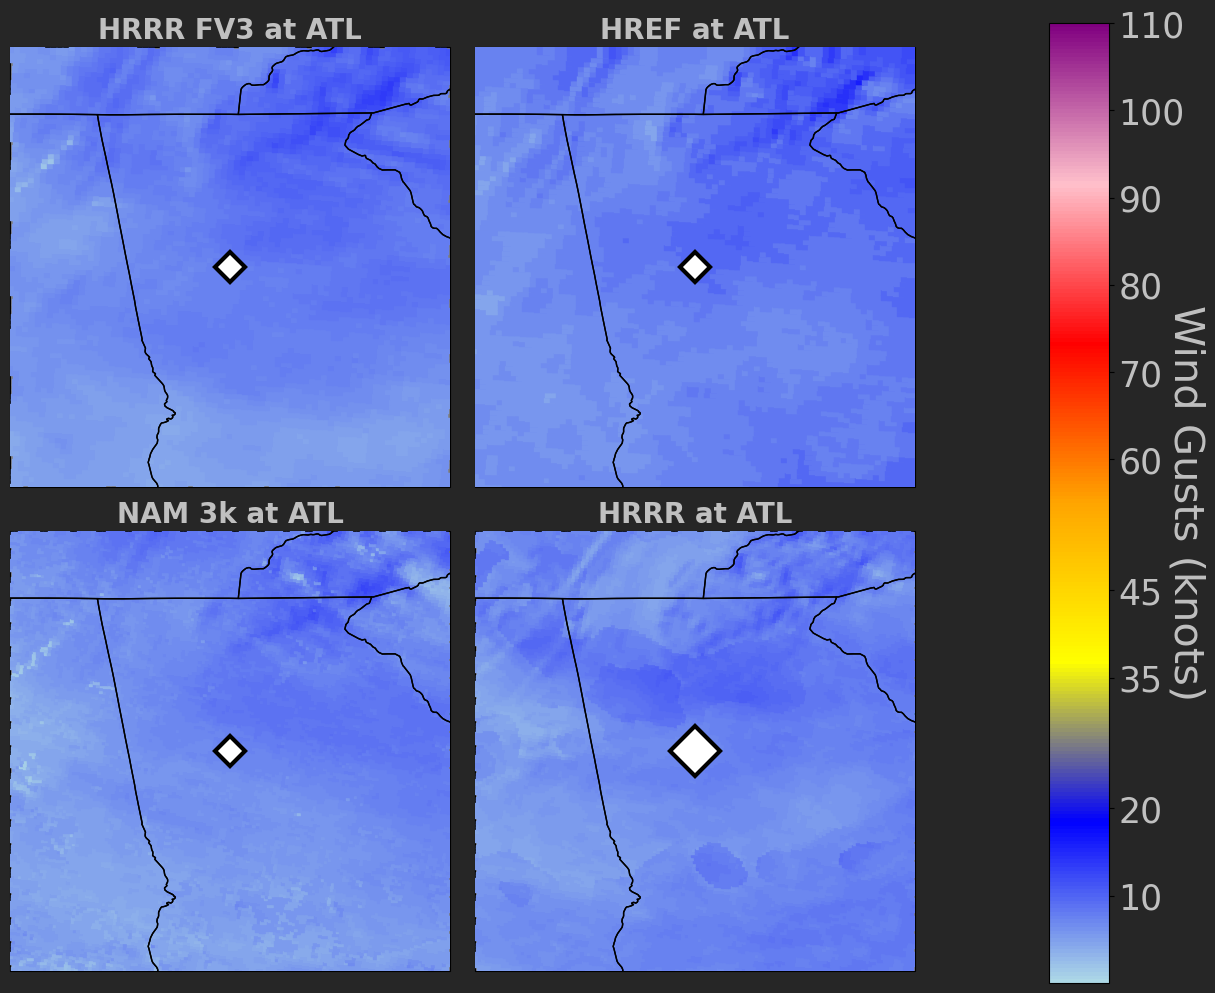 HRRR FV3 at ATL
HREF at ATL
NAM 3k at ATL
HRRR at ATL
110
100
90
80
70
60
45
35
20
10
Wind Gusts (knots)